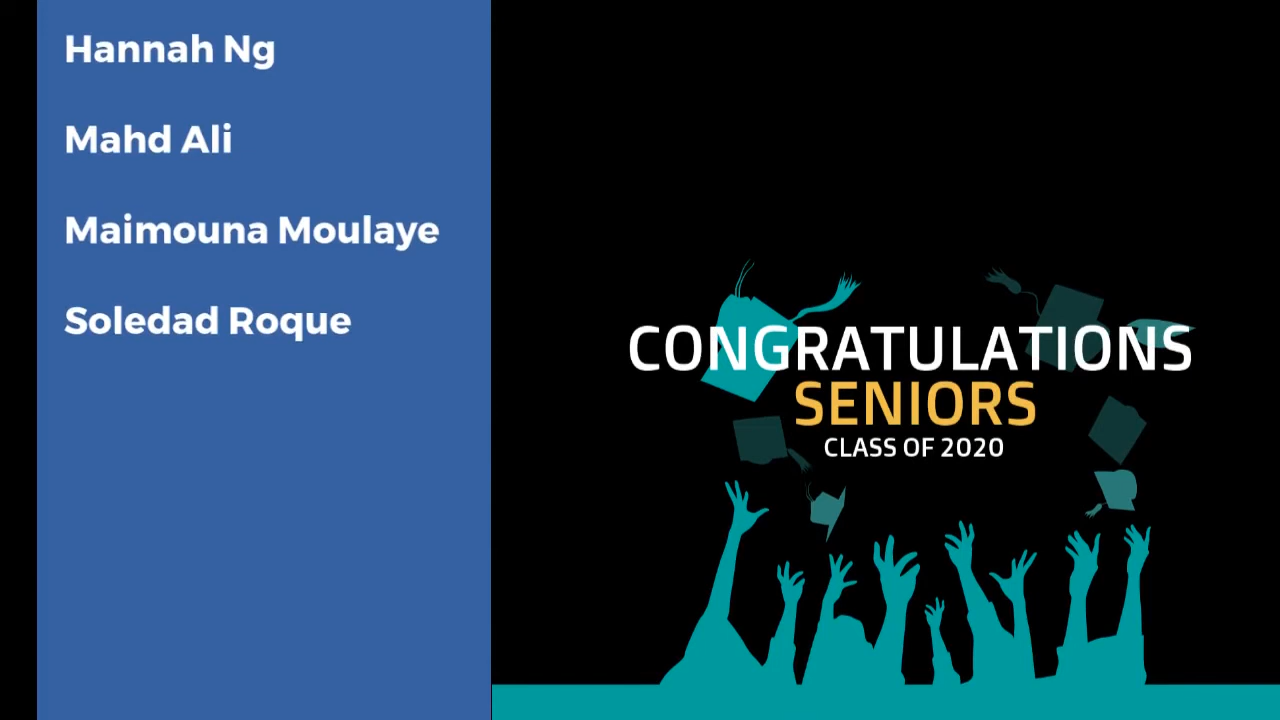 Hannah Ng
Mahd Ali
Maimouna Moulaye
Soledad Roque
CONGRATULATIONS
SENIORS
CLASS OF 2020